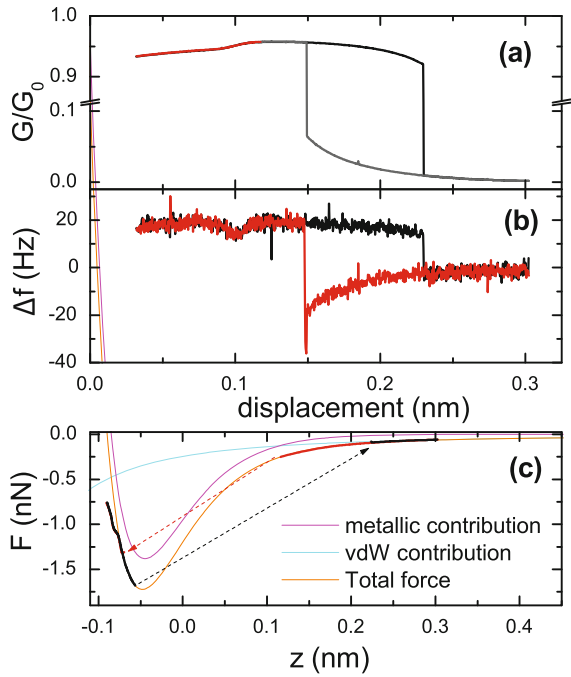 1.0
(a)
0.9
G/G₀
0.1
0.0
(b)
20
0
-20
-40
Δf (Hz)
0.0 0.1 0.2 0.3
displacement (nm)
0.0
(c)
-0.5
-1.0
-1.5
F (nN)
metallic contribution
vdW contribution
Total force
-0.1 0.0 0.1 0.2 0.3 0.4
z (nm)